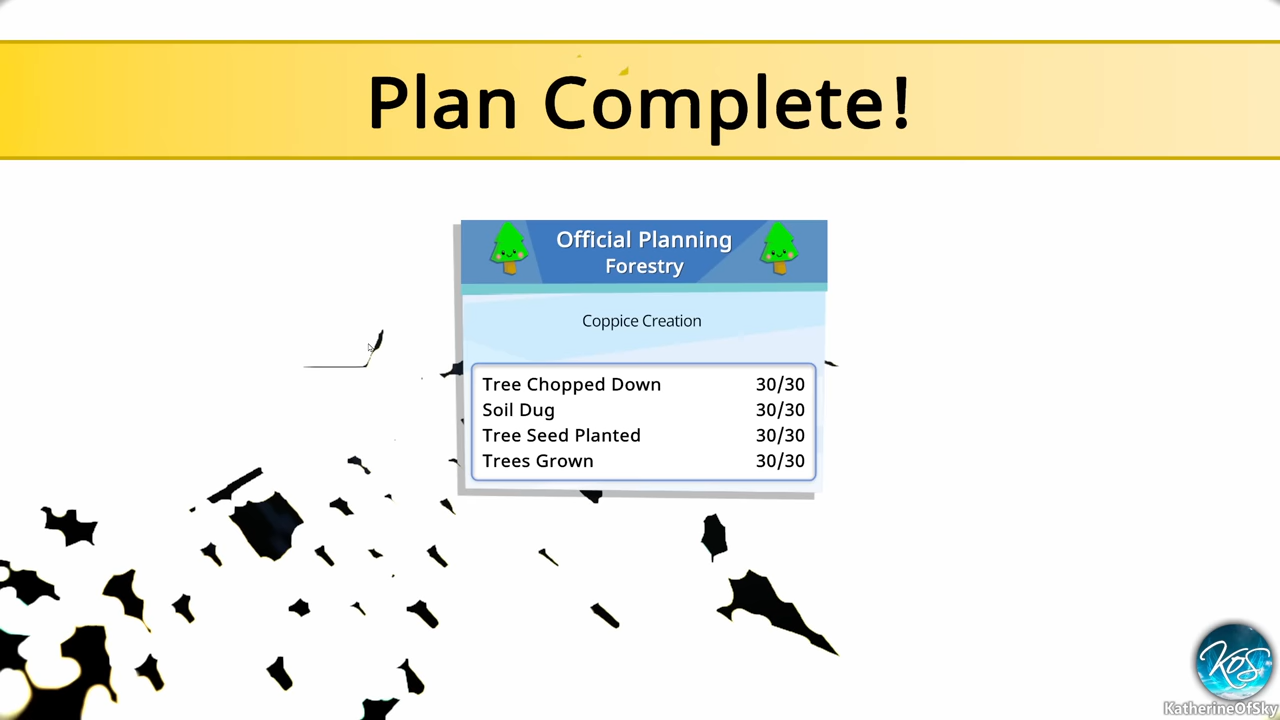 Plan Complete!
Official Planning
Forestry
Coppice Creation
Tree Chopped Down 30/30
Soil Dug 30/30
Tree Seed Planted 30/30
Trees Grown 30/30
KOS
KatherineOfSky